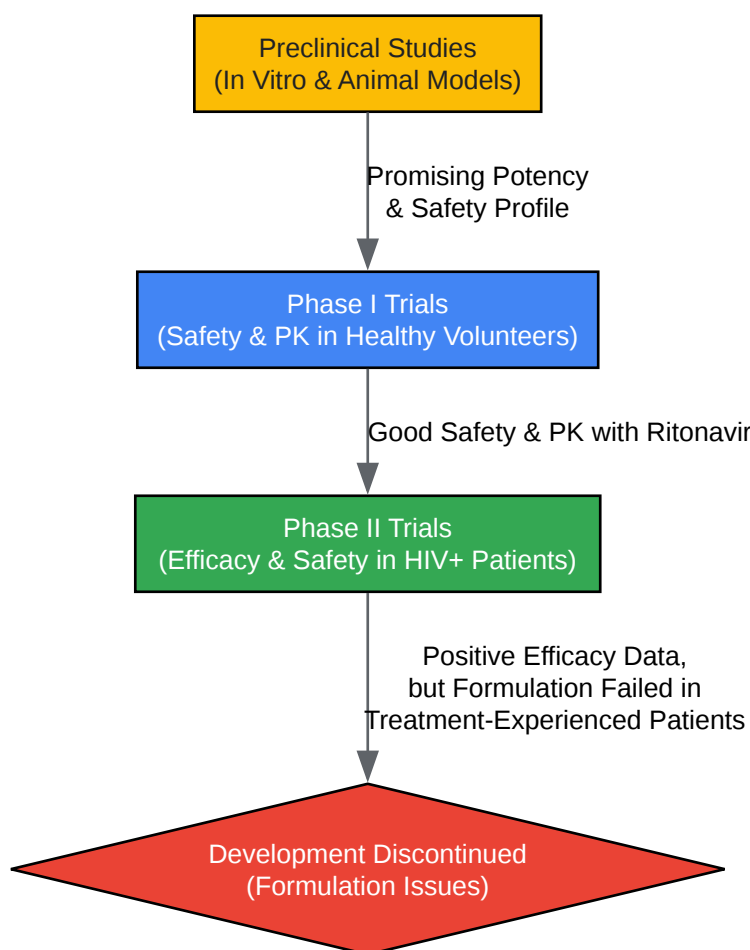 Preclinical Studies
(In Vitro & Animal Models)
Promising Potency
& Safety Profile
Phase I Trials
(Safety & PK in Healthy Volunteers)
Good Safety & PK with Ritonavir
Phase II Trials
(Efficacy & Safety in HIV+ Patients)
Positive Efficacy Data,
but Formulation Failed in
Treatment-Experienced Patients
Development Discontinued
(Formulation Issues)